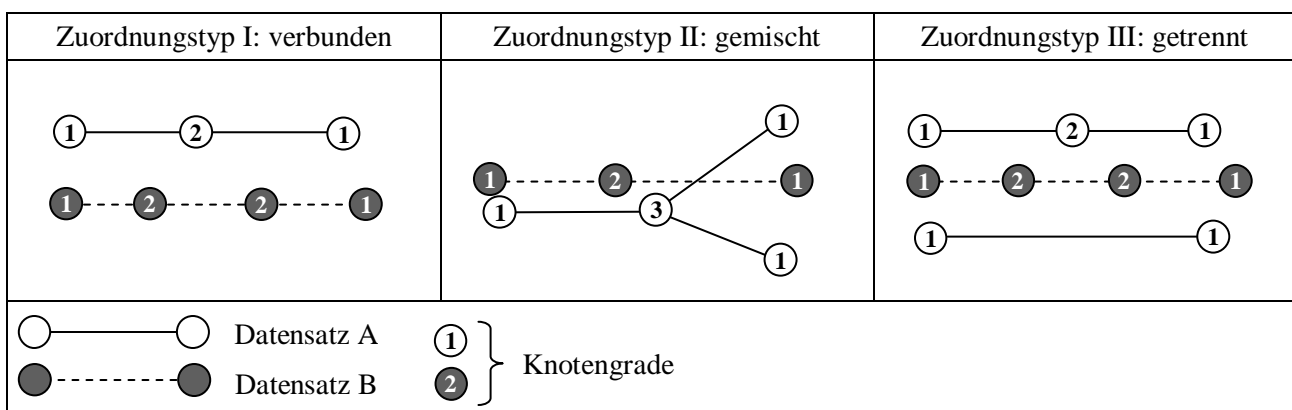 Zuordnungstyp I: verbunden
Zuordnungstyp II: gemischt
Zuordnungstyp III: getrennt
1 2 1
1 2 2 1
1
1 2 1
1 3
1
1 2 1
1 2 2 1
1 1
Datensatz A
Datensatz B
1
2
Knotengrade